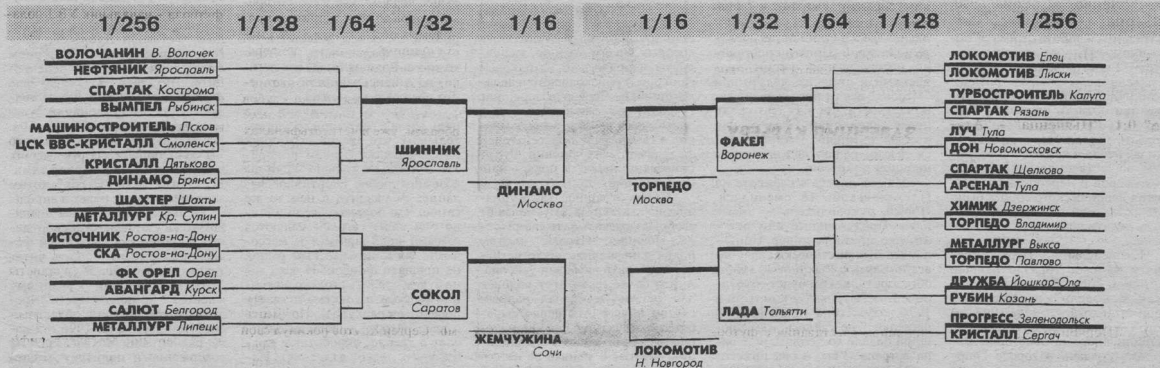 1/256 1/128 1/64 1/32 1/16
ВОЛОЧАНИН В. Волочек
НЕФТЯНИК Ярославль
СПАРТАК Кострома
ВЫМПЕЛ Рыбинск
МАШИНОСТРОИТЕЛЬ Псков
ЦСК ВВС-КРИСТАЛЛ Смоленск
КРИСТАЛЛ Дятьково
ДИНАМО Брянск
ШАХТЕР Шахты
МЕТАЛЛУРГ Кр. Сулин
ИСТОЧНИК Ростов-на-Дону
СКА Ростов-на-Дону
ФК ОРЕЛ Орел
АВАНГАРД Курск
САЛЮТ Белгород
МЕТАЛЛУРГ Липецк
ШИННИК
Ярославль
СОКОЛ
Саратов
ДИНАМО
Москва
ЖЕМЧУЖИНА
Сочи
1/16 1/32 1/64 1/128 1/256
ТОРПЕДО
Москва
ЛОКОМОТИВ
Н. Новгород
ФАКЕЛ
Воронеж
ЛАДА Тольятти
ЛОКОМОТИВ Елец
ЛОКОМОТИВ Лиски
ТУРБОСТРОИТЕЛЬ Калуга
СПАРТАК Рязань
ЛУЧ Тула
ДОН Новомосковск
СПАРТАК Щелково
АРСЕНАЛ Тула
ХИМИК Дзержинск
ТОРПЕДО Владимир
МЕТАЛЛУРГ Выкса
ТОРПЕДО Павлово
ДРУЖБА Йошкар-Ола
РУБИН Казань
ПРОГРЕСС Зеленодольск
КРИСТАЛЛ Сергач